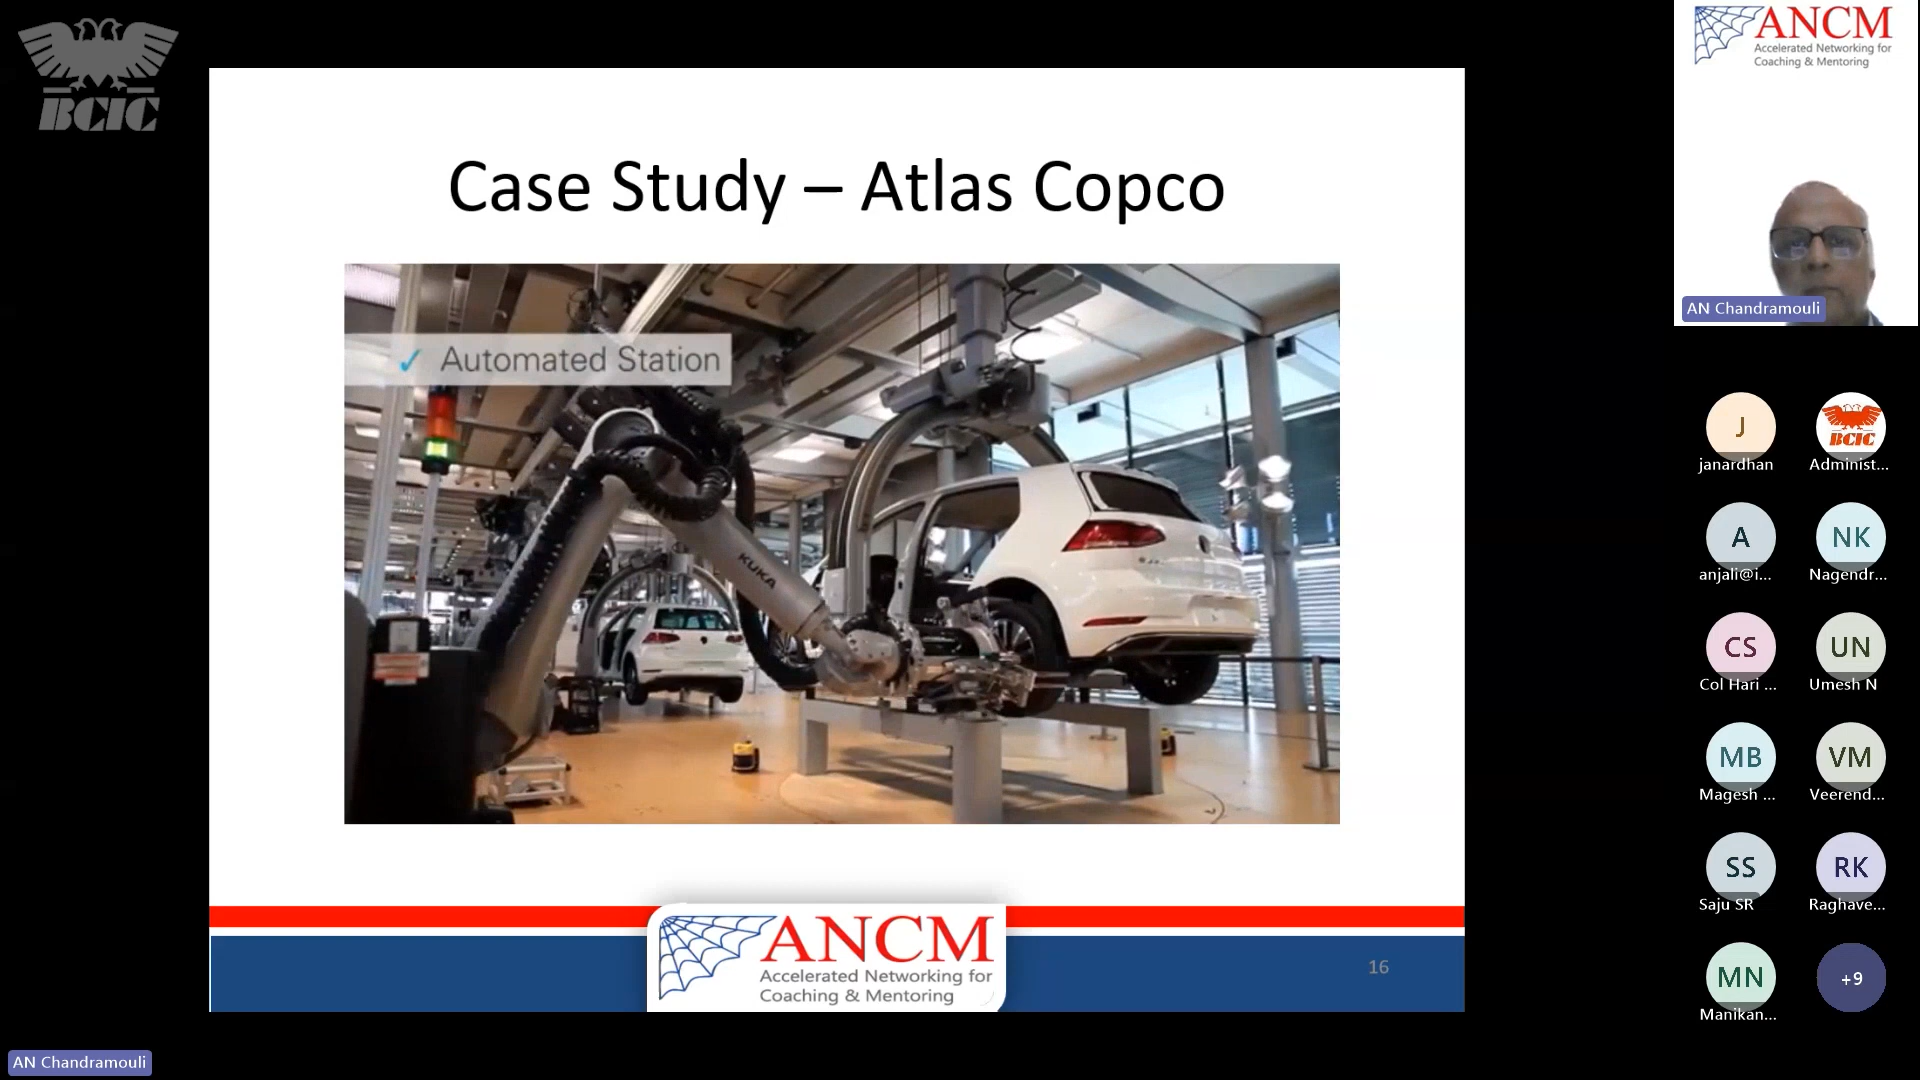 BCIC
Case Study – Atlas Copco
✓ Automated Station
KUKA
ANCM
Accelerated Networking for
Coaching & Mentoring
16
AN Chandramouli
ANCM
Accelerated Networking for
Coaching & Mentoring
AN Chandramouli
J
janardhan
BCIC
Administ...
A
anjali@i...
NK
Nagendr...
CS
Col Hari ...
UN
Umesh N
MB
Magesh ...
VM
Veerend...
SS
Saju SR
RK
Raghave...
MN
Manikan...
+9